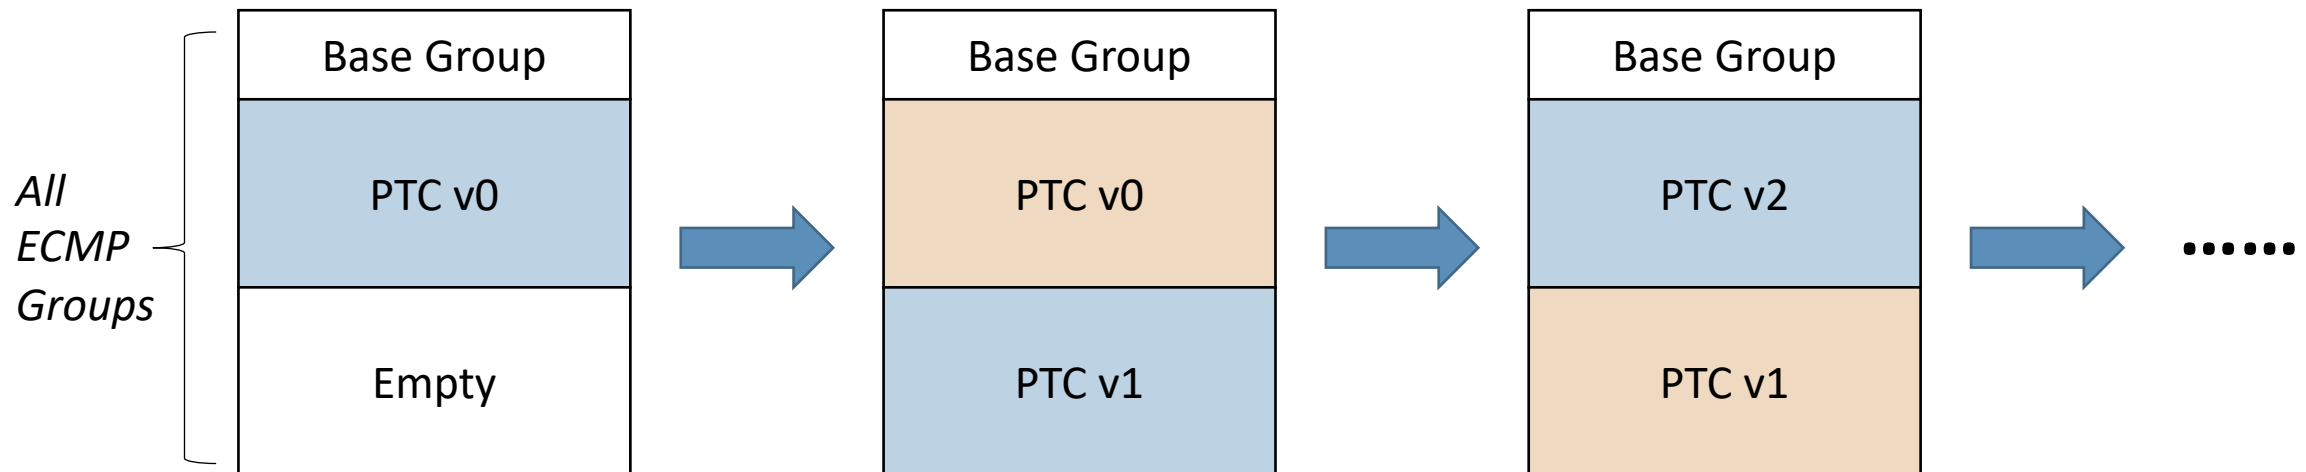 All
ECMP
Groups
Base Group
PTC v0
Empty
Base Group
PTC v0
PTC v1
Base Group
PTC v2
PTC v1
......